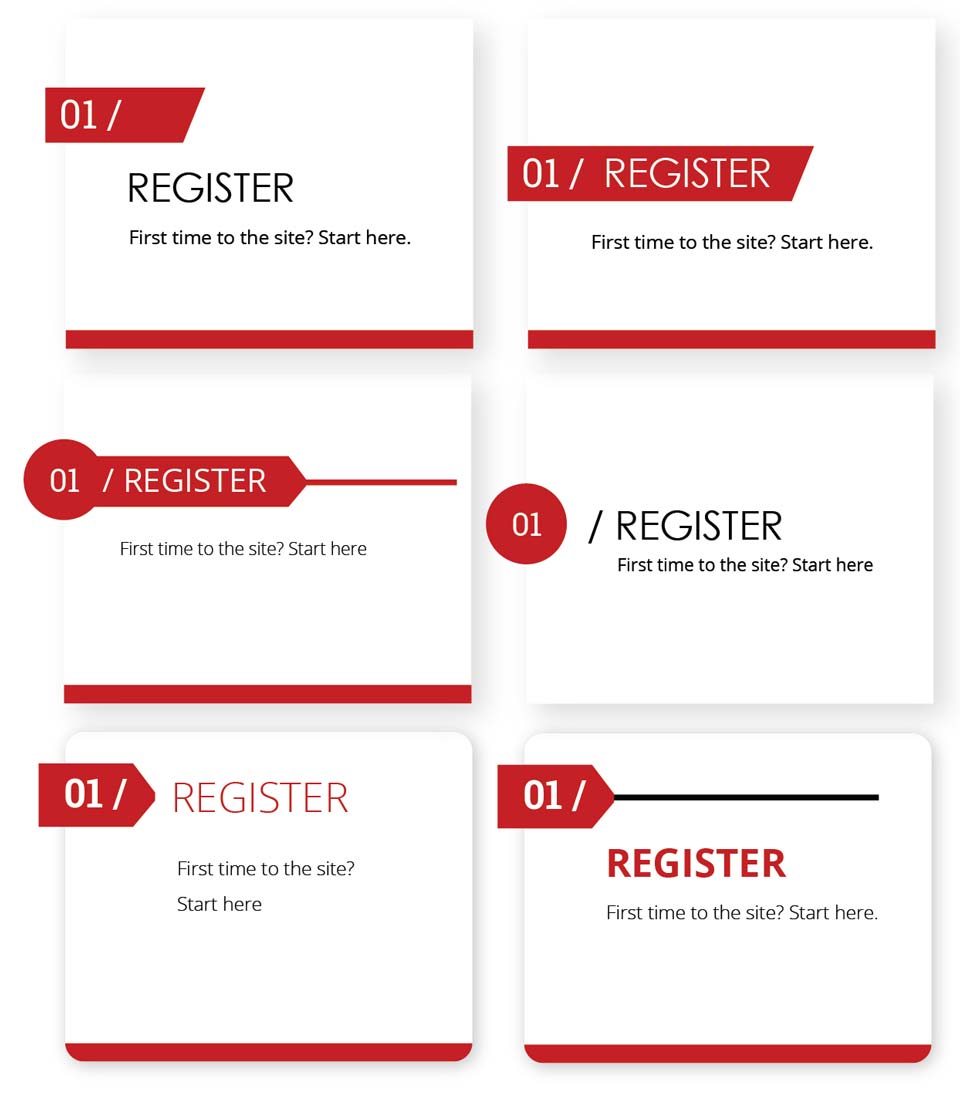 01 /
REGISTER
First time to the site? Start here.
01 / REGISTER
First time to the site? Start here.
01 / REGISTER
First time to the site? Start here
01 / REGISTER
First time to the site? Start here
01 / REGISTER
First time to the site?
Start here
01 /
REGISTER
First time to the site? Start here.